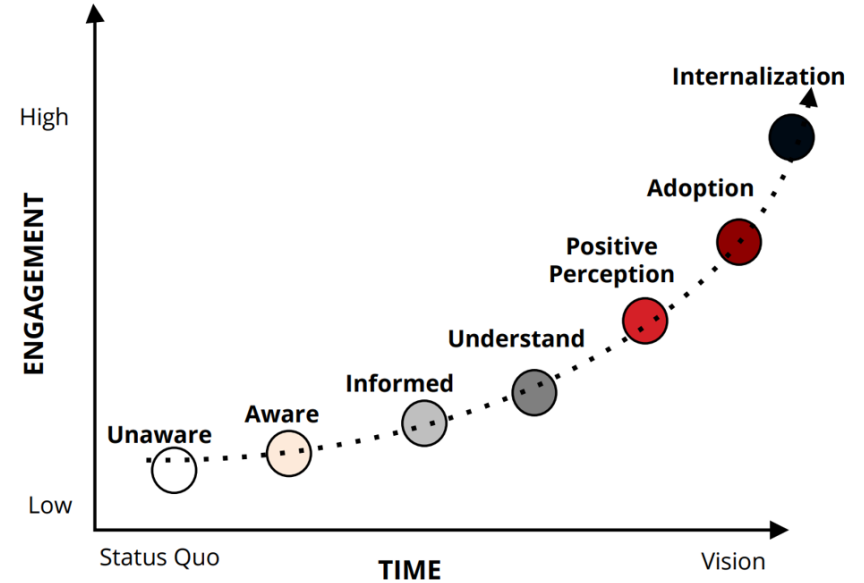 Internalization
High
Adoption
Positive
Perception
ENGAGEMENT
Understand
Informed
Aware
Unaware
Low
Status Quo
TIME
Vision